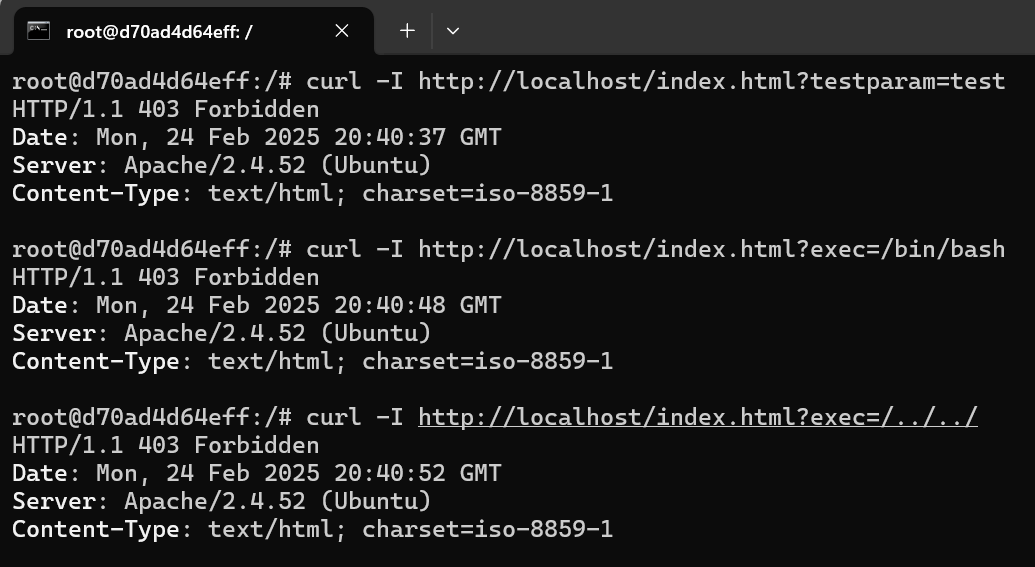 root@d70ad4d64eff: /
root@d70ad4d64eff:/# curl -I http://localhost/index.html?testparam=test
HTTP/1.1 403 Forbidden
Date: Mon, 24 Feb 2025 20:40:37 GMT
Server: Apache/2.4.52 (Ubuntu)
Content-Type: text/html; charset=iso-8859-1
root@d70ad4d64eff:/# curl -I http://localhost/index.html?exec=/bin/bash
HTTP/1.1 403 Forbidden
Date: Mon, 24 Feb 2025 20:40:48 GMT
Server: Apache/2.4.52 (Ubuntu)
Content-Type: text/html; charset=iso-8859-1
root@d70ad4d64eff:/# curl -I http://localhost/index.html?exec=/../../
HTTP/1.1 403 Forbidden
Date: Mon, 24 Feb 2025 20:40:52 GMT
Server: Apache/2.4.52 (Ubuntu)
Content-Type: text/html; charset=iso-8859-1